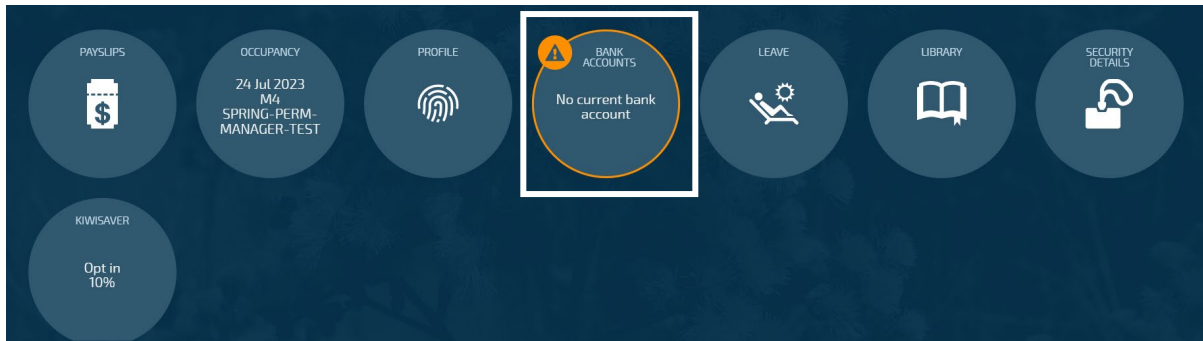 PAYSLIPS
$
OCCUPANCY
24 Jul 2023
M4
SPRING-PERM-
MANAGER-TEST
PROFILE
BANK
ACCOUNTS
No current bank
account
LEAVE
LIBRARY
SECURITY
DETAILS
KIWISAVER
Opt in
10%